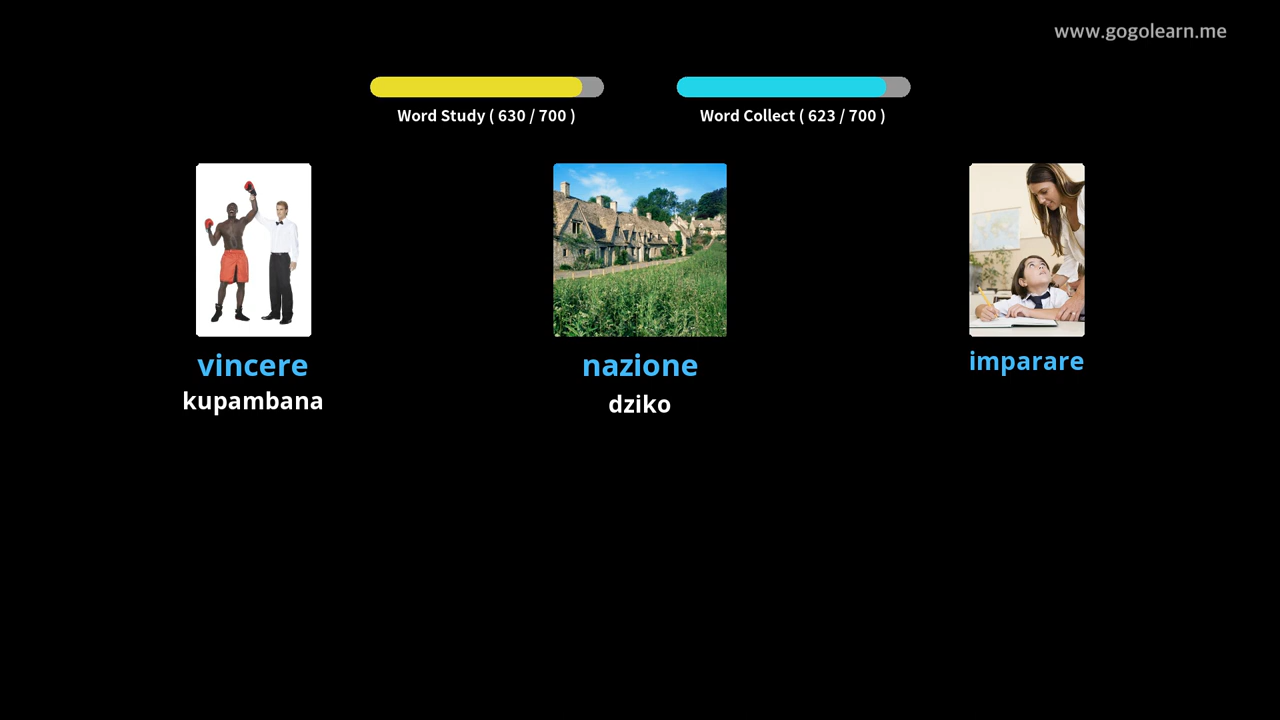 www.gogolearn.me
Word Study ( 630 / 700 )
Word Collect ( 623 / 700 )
vincere
kupambana
nazione
dziko
imparare